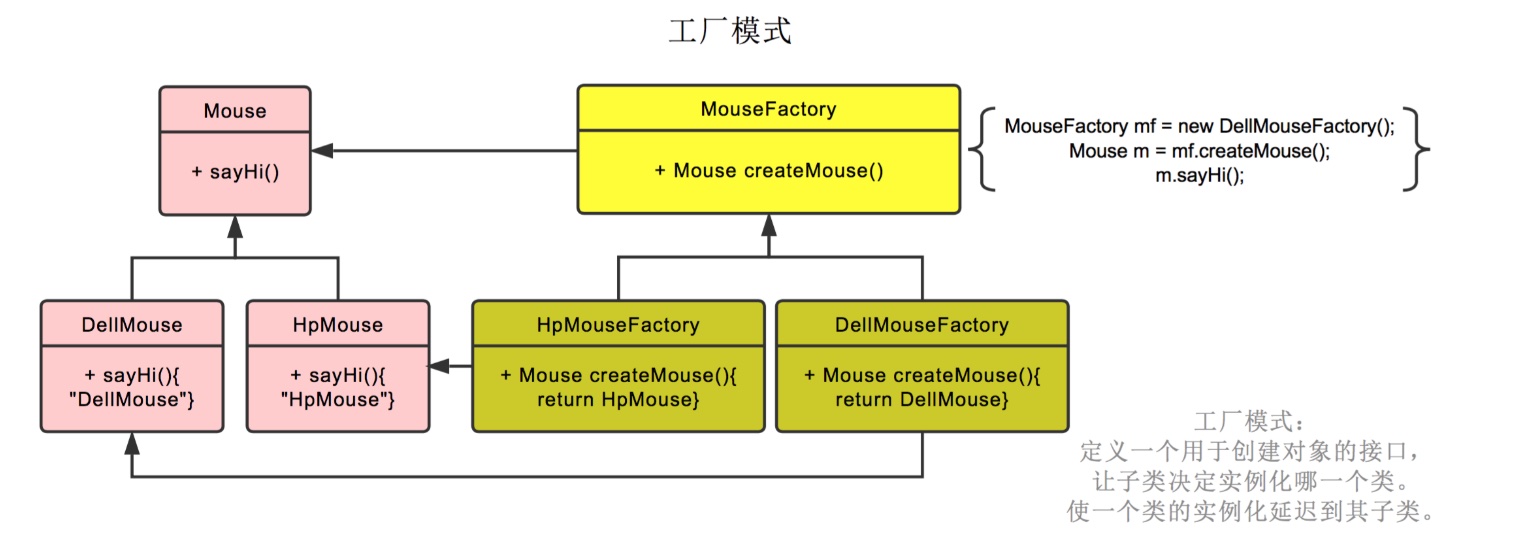 工厂模式
Mouse
+ sayHi()
MouseFactory
+ Mouse createMouse()
MouseFactory mf = new DellMouseFactory();
Mouse m = mf.createMouse();
m.sayHi();
DellMouse
+ sayHi(){
"DellMouse"}
HpMouse
+ sayHi(){
"HpMouse"}
HpMouseFactory
+ Mouse createMouse(){
return HpMouse}
DellMouseFactory
+ Mouse createMouse(){
return DellMouse}
工厂模式：
定义一个用于创建对象的接口，
让子类决定实例化哪一个类。
使一个类的实例化延迟到其子类。